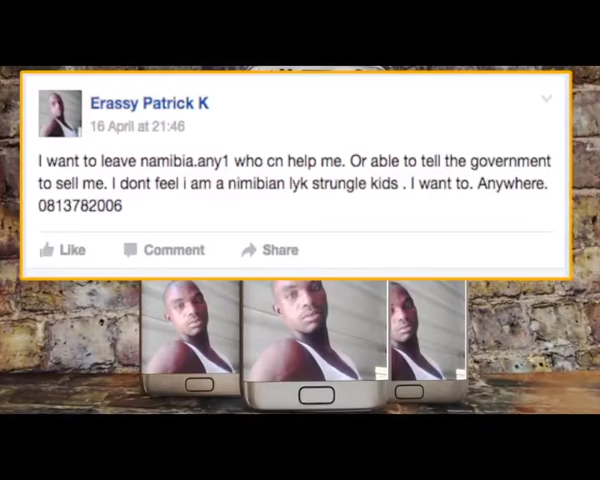 Erassy Patrick K
16 April at 21:46
I want to leave namibia.any1 who cn help me. Or able to tell the government
to sell me. I dont feel i am a nimibian lyk strungle kids . I want to. Anywhere.
0813782006
Like Comment Share